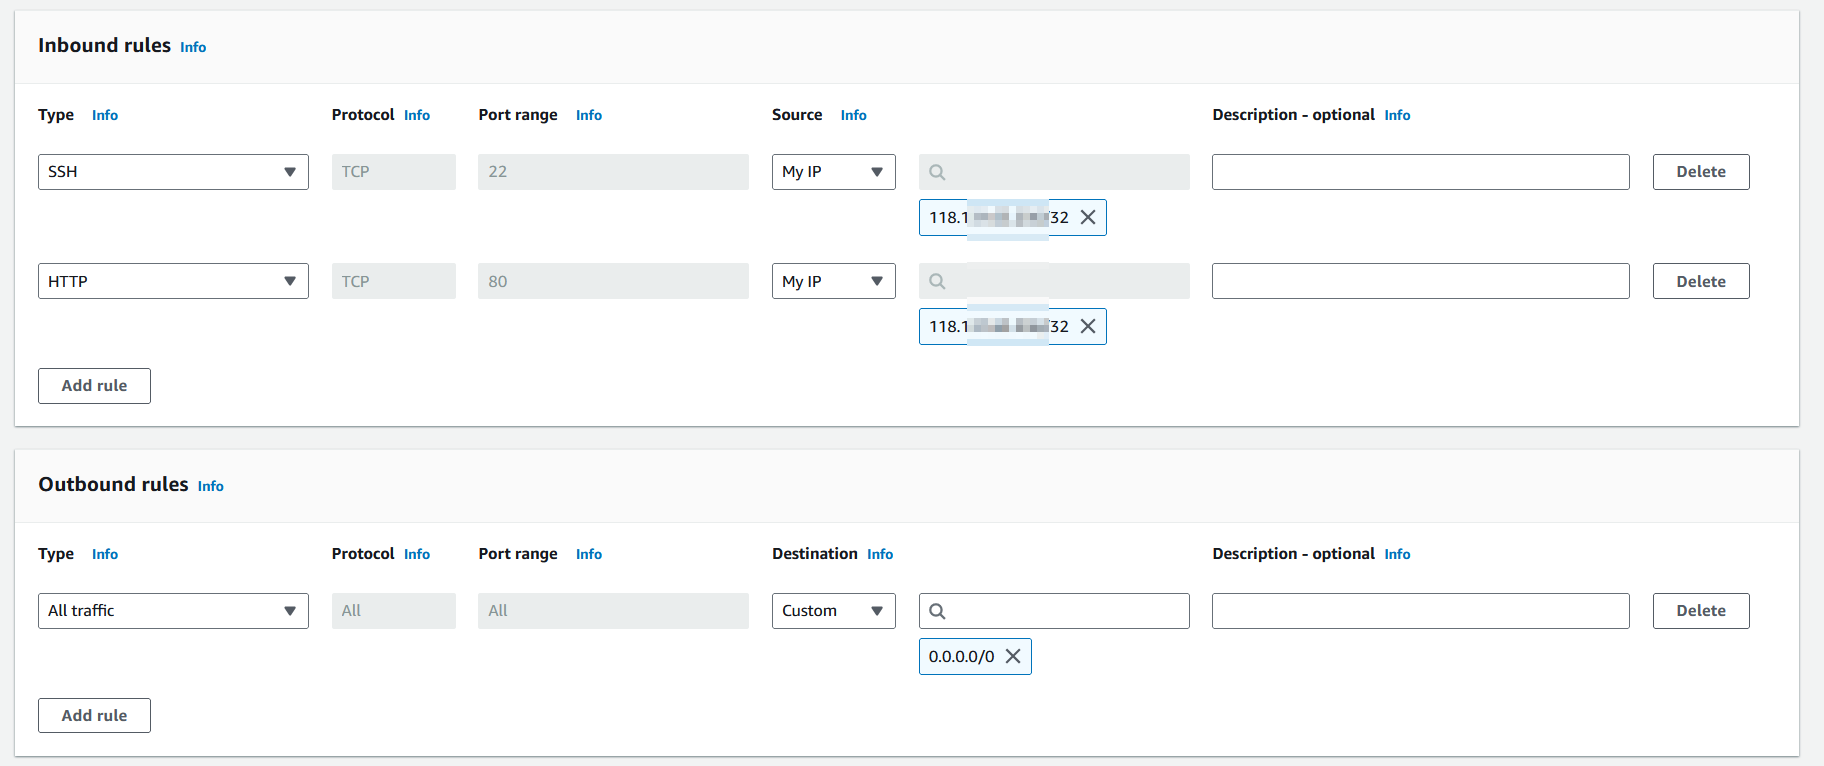 Inbound rules Info
Type Info Protocol Info Port range Info Source Info Description - optional Info
SSH TCP 22 My IP Delete
118.1 /32
HTTP TCP 80 My IP Delete
118.1 /32
Add rule
Outbound rules Info
Type Info Protocol Info Port range Info Destination Info Description - optional Info
All traffic All All Custom Delete
0.0.0.0/0
Add rule